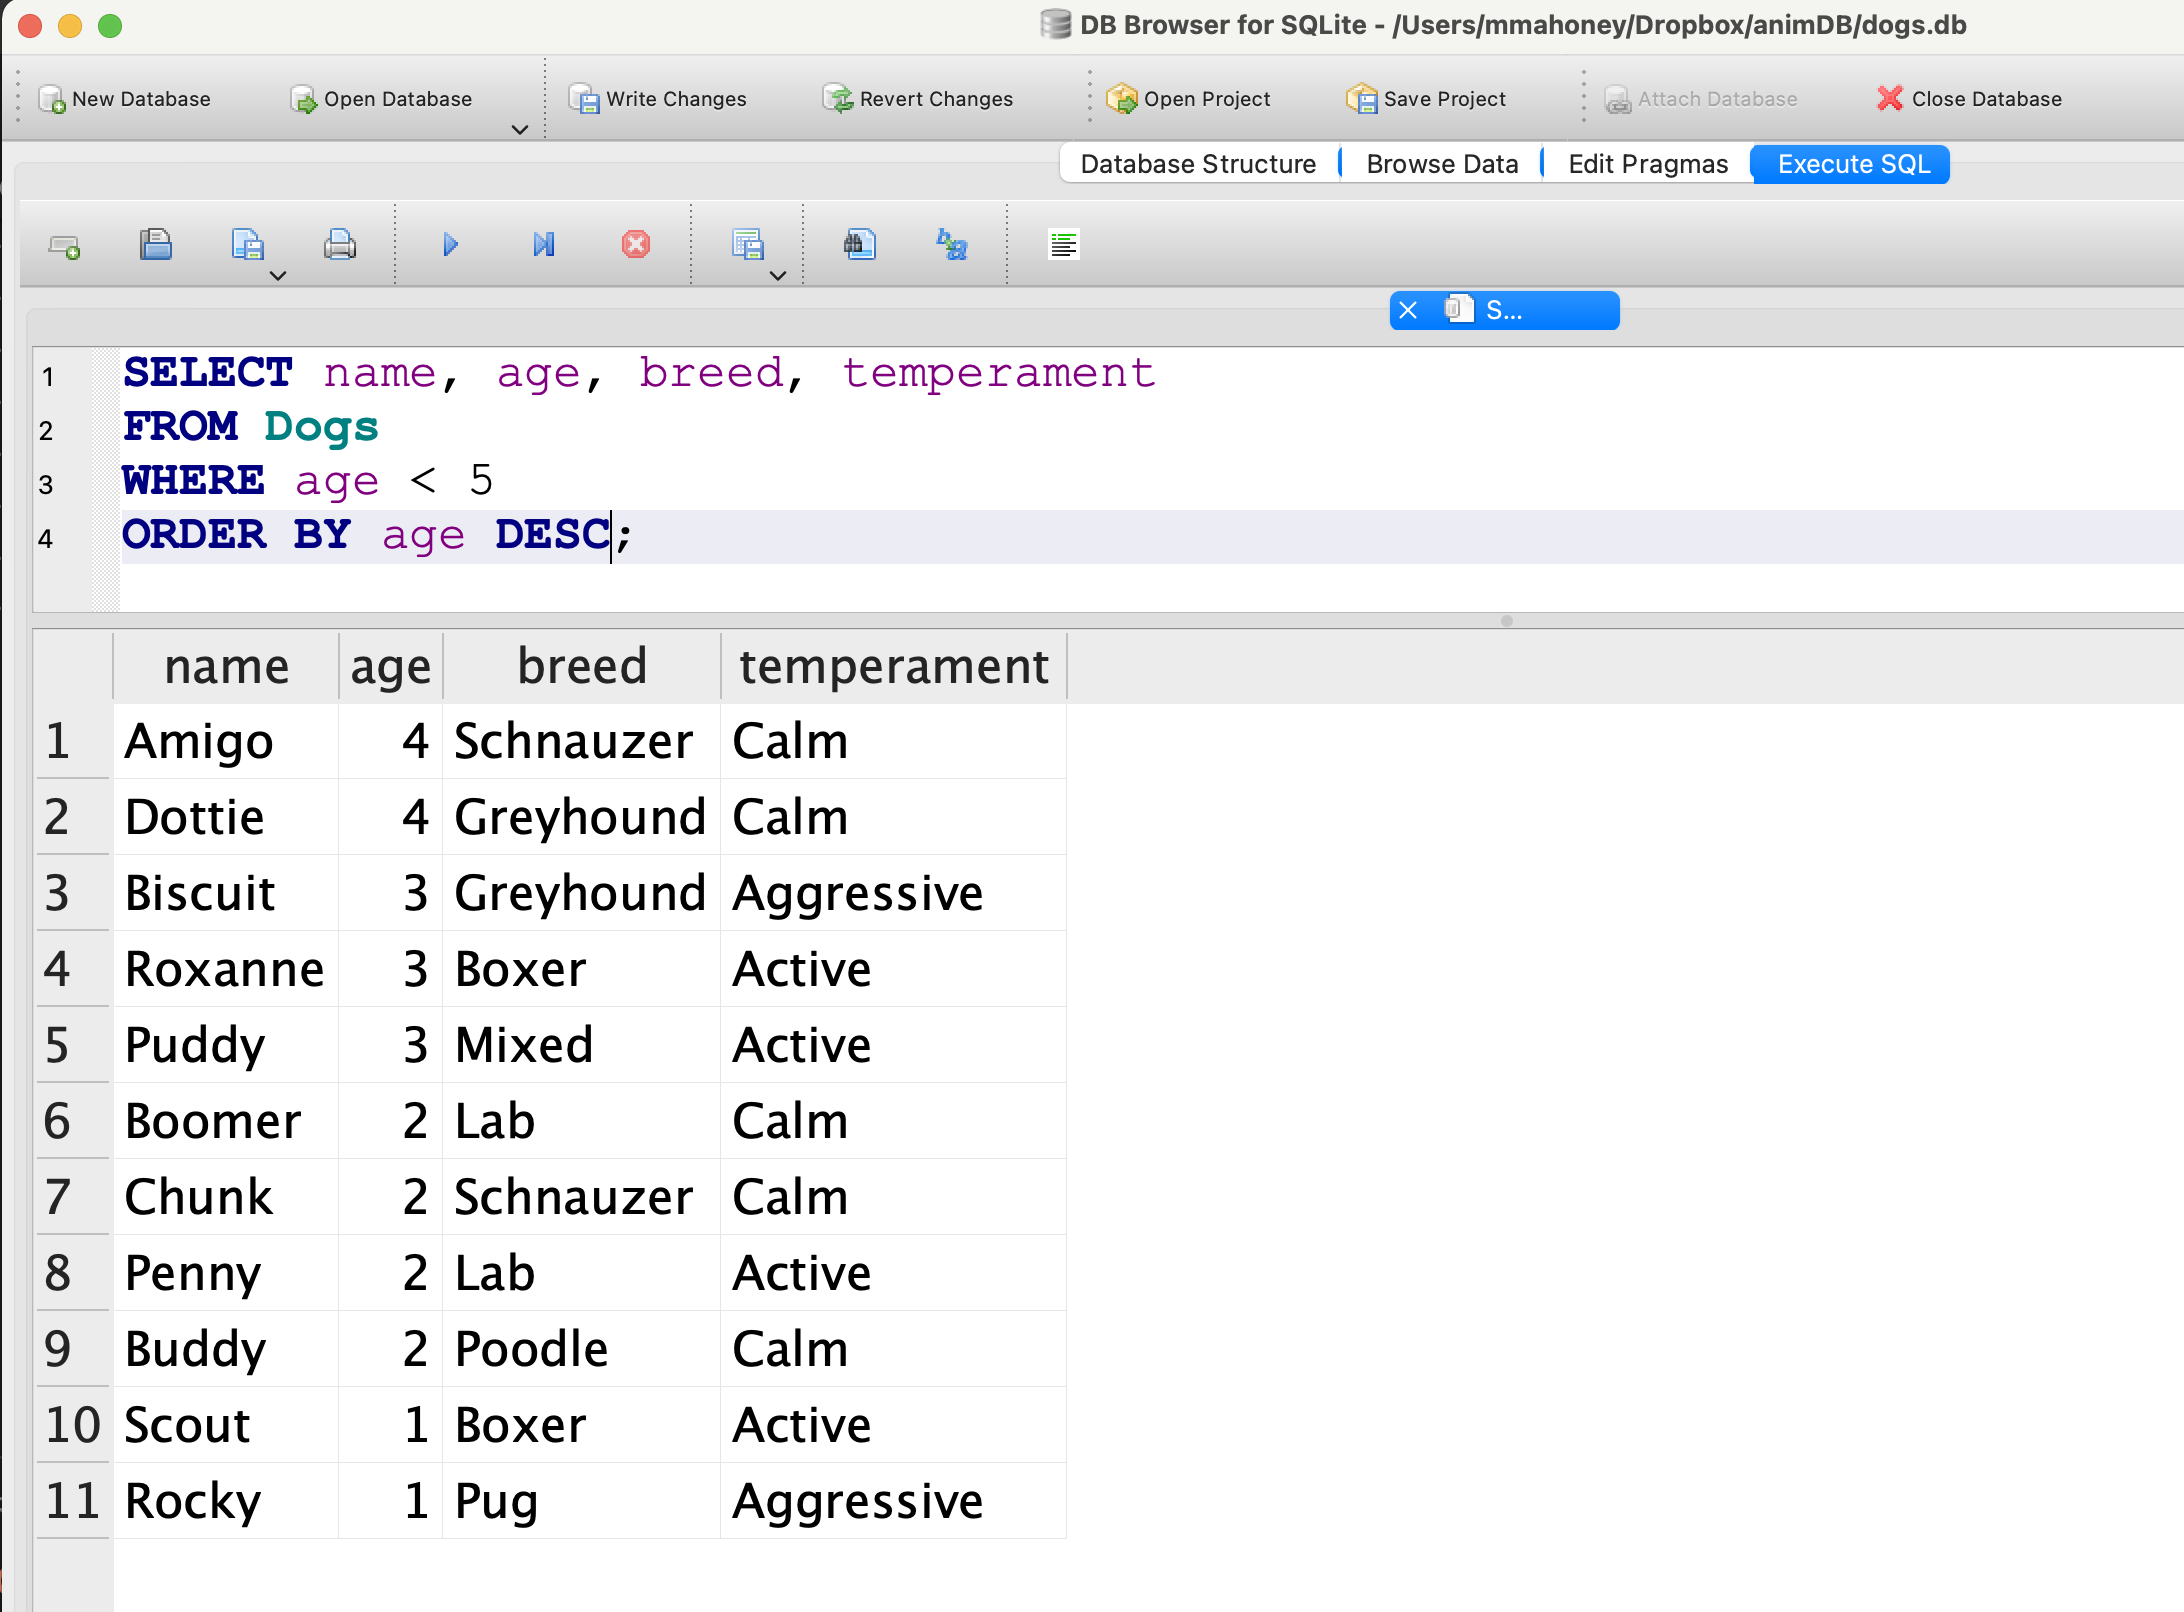 DB Browser for SQLite - /Users/mmahoney/Dropbox/animDB/dogs.db
New Database Open Database Write Changes Revert Changes Open Project Save Project Attach Database Close Database
Database Structure Browse Data Edit Pragmas Execute SQL
S...
1 SELECT name, age, breed, temperament
2 FROM Dogs
3 WHERE age < 5
4 ORDER BY age DESC;
name age breed temperament
1 Amigo 4 Schnauzer Calm
2 Dottie 4 Greyhound Calm
3 Biscuit 3 Greyhound Aggressive
4 Roxanne 3 Boxer Active
5 Puddy 3 Mixed Active
6 Boomer 2 Lab Calm
7 Chunk 2 Schnauzer Calm
8 Penny 2 Lab Active
9 Buddy 2 Poodle Calm
10 Scout 1 Boxer Active
11 Rocky 1 Pug Aggressive